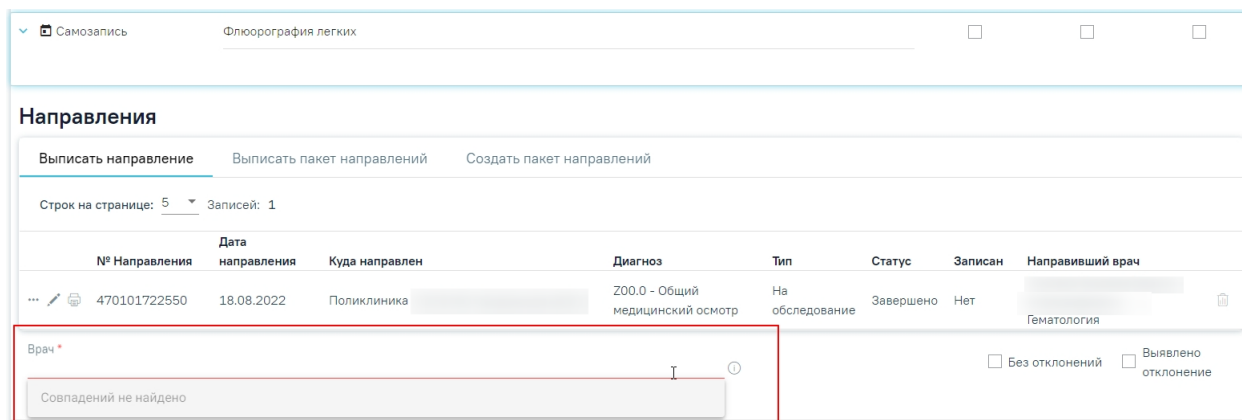 Самозапись Флюорография легких
Направления
Выписать направление Выписать пакет направлений Создать пакет направлений
Строк на странице: 5 Записей: 1
№ Направления Дата направления Куда направлен Диагноз Тип Статус Записан Направивший врач
470101722550 18.08.2022 Поликлиника Z00.0 - Общий медицинский осмотр На обследование Завершено Нет Гематология
Врач *
Без отклонений Выявлено отклонение
Совпадений не найдено